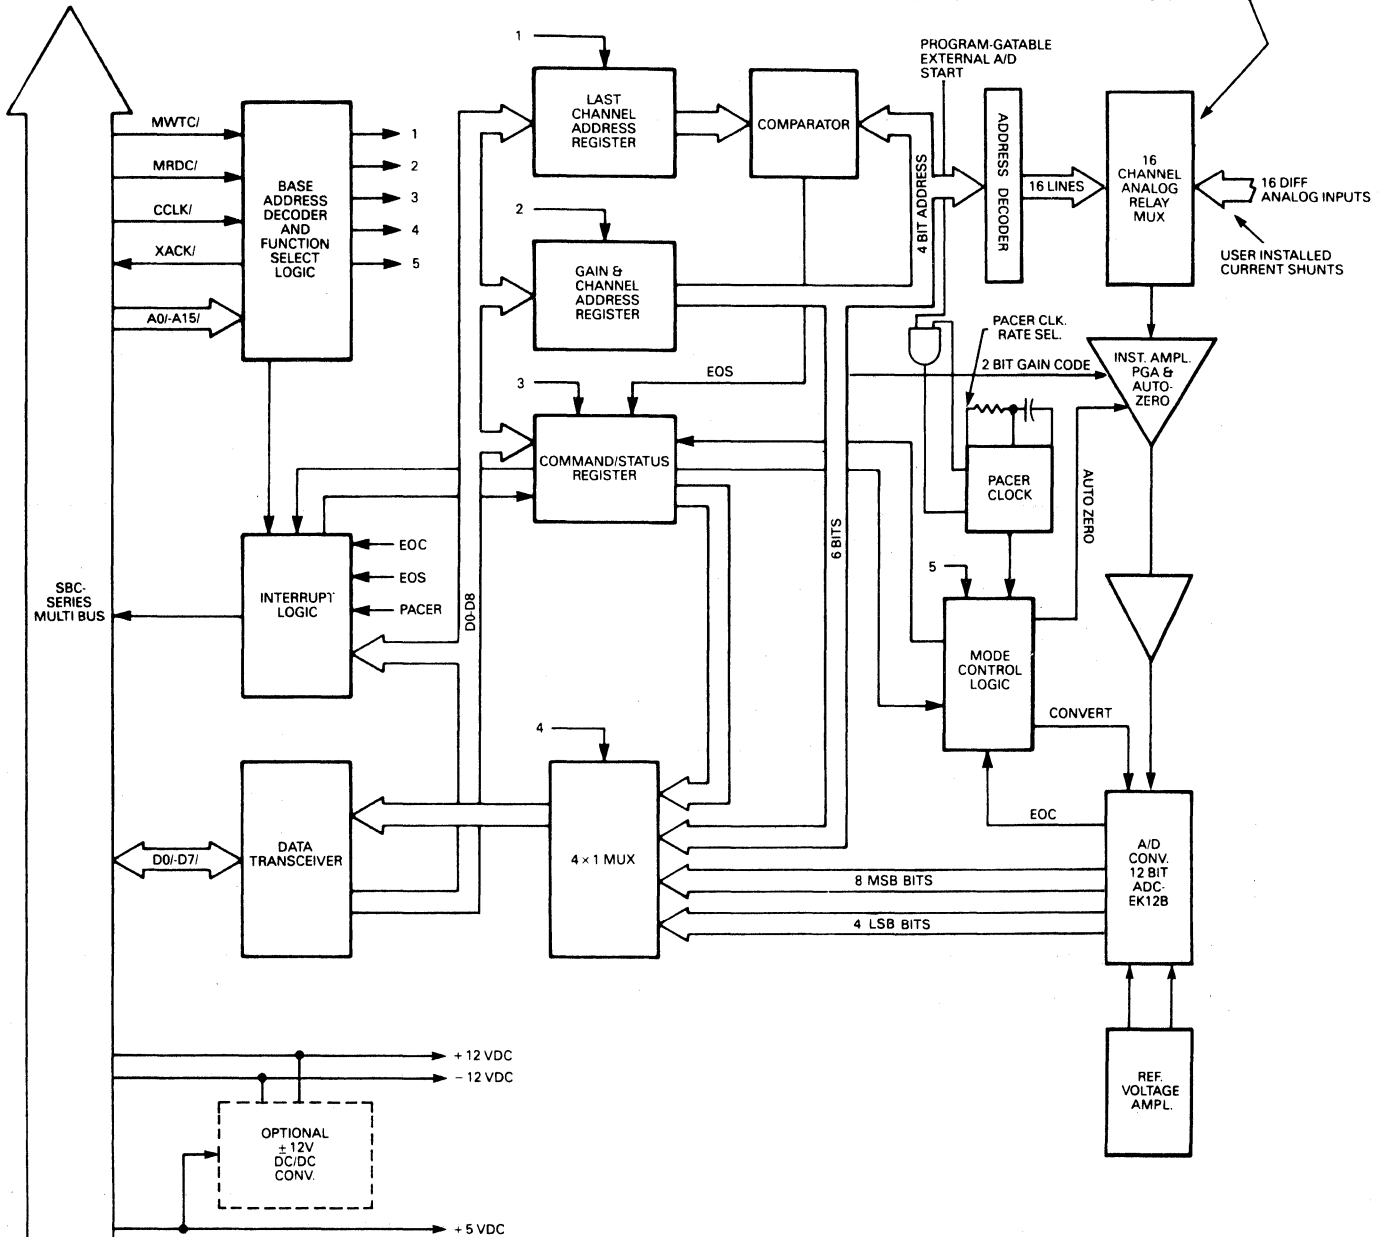 PROGRAM-GATABLE
EXTERNAL A/D
START
1
LAST
CHANNEL
ADDRESS
REGISTER
COMPARATOR
4 BIT ADDRESS
ADDRESS DECODER
16 LINES
16
CHANNEL
ANALOG
RELAY
MUX
16 DIFF
ANALOG INPUTS
USER INSTALLED
CURRENT SHUNTS
MWTC/
MRDC/
CCLK/
XACK/
A0/-A15/
BASE
ADDRESS
DECODER
AND
FUNCTION
SELECT
LOGIC
1
2
3
4
5
2
GAIN &
CHANNEL
ADDRESS
REGISTER
PACER CLK.
RATE SEL.
2 BIT GAIN CODE
INST. AMPL.
PGA &
AUTO-
ZERO
EOS
3
COMMAND/STATUS
REGISTER
PACER
CLOCK
AUTO ZERO
6 BITS
D0-D8
SBC-
SERIES
MULTI BUS
INTERRUPT
LOGIC
EOC
EOS
PACER
5
MODE
CONTROL
LOGIC
CONVERT
EOC
4
4 × 1 MUX
D0/-D7/
DATA
TRANSCEIVER
8 MSB BITS
4 LSB BITS
A/D
CONV.
12 BIT
ADC-
EK12B
REF.
VOLTAGE
AMPL.
+ 12 VDC
– 12 VDC
OPTIONAL
± 12V
DC/DC
CONV.
+ 5 VDC